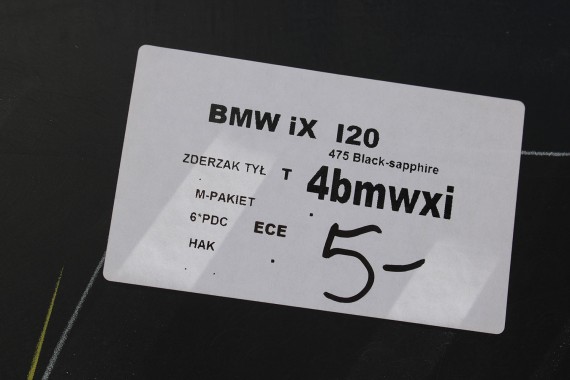 BMW iX I20
475 Black-sapphire
ZDERZAK TYŁ T 4bmwxi
M-PAKIET
6*PDC ECE
HAK
5-